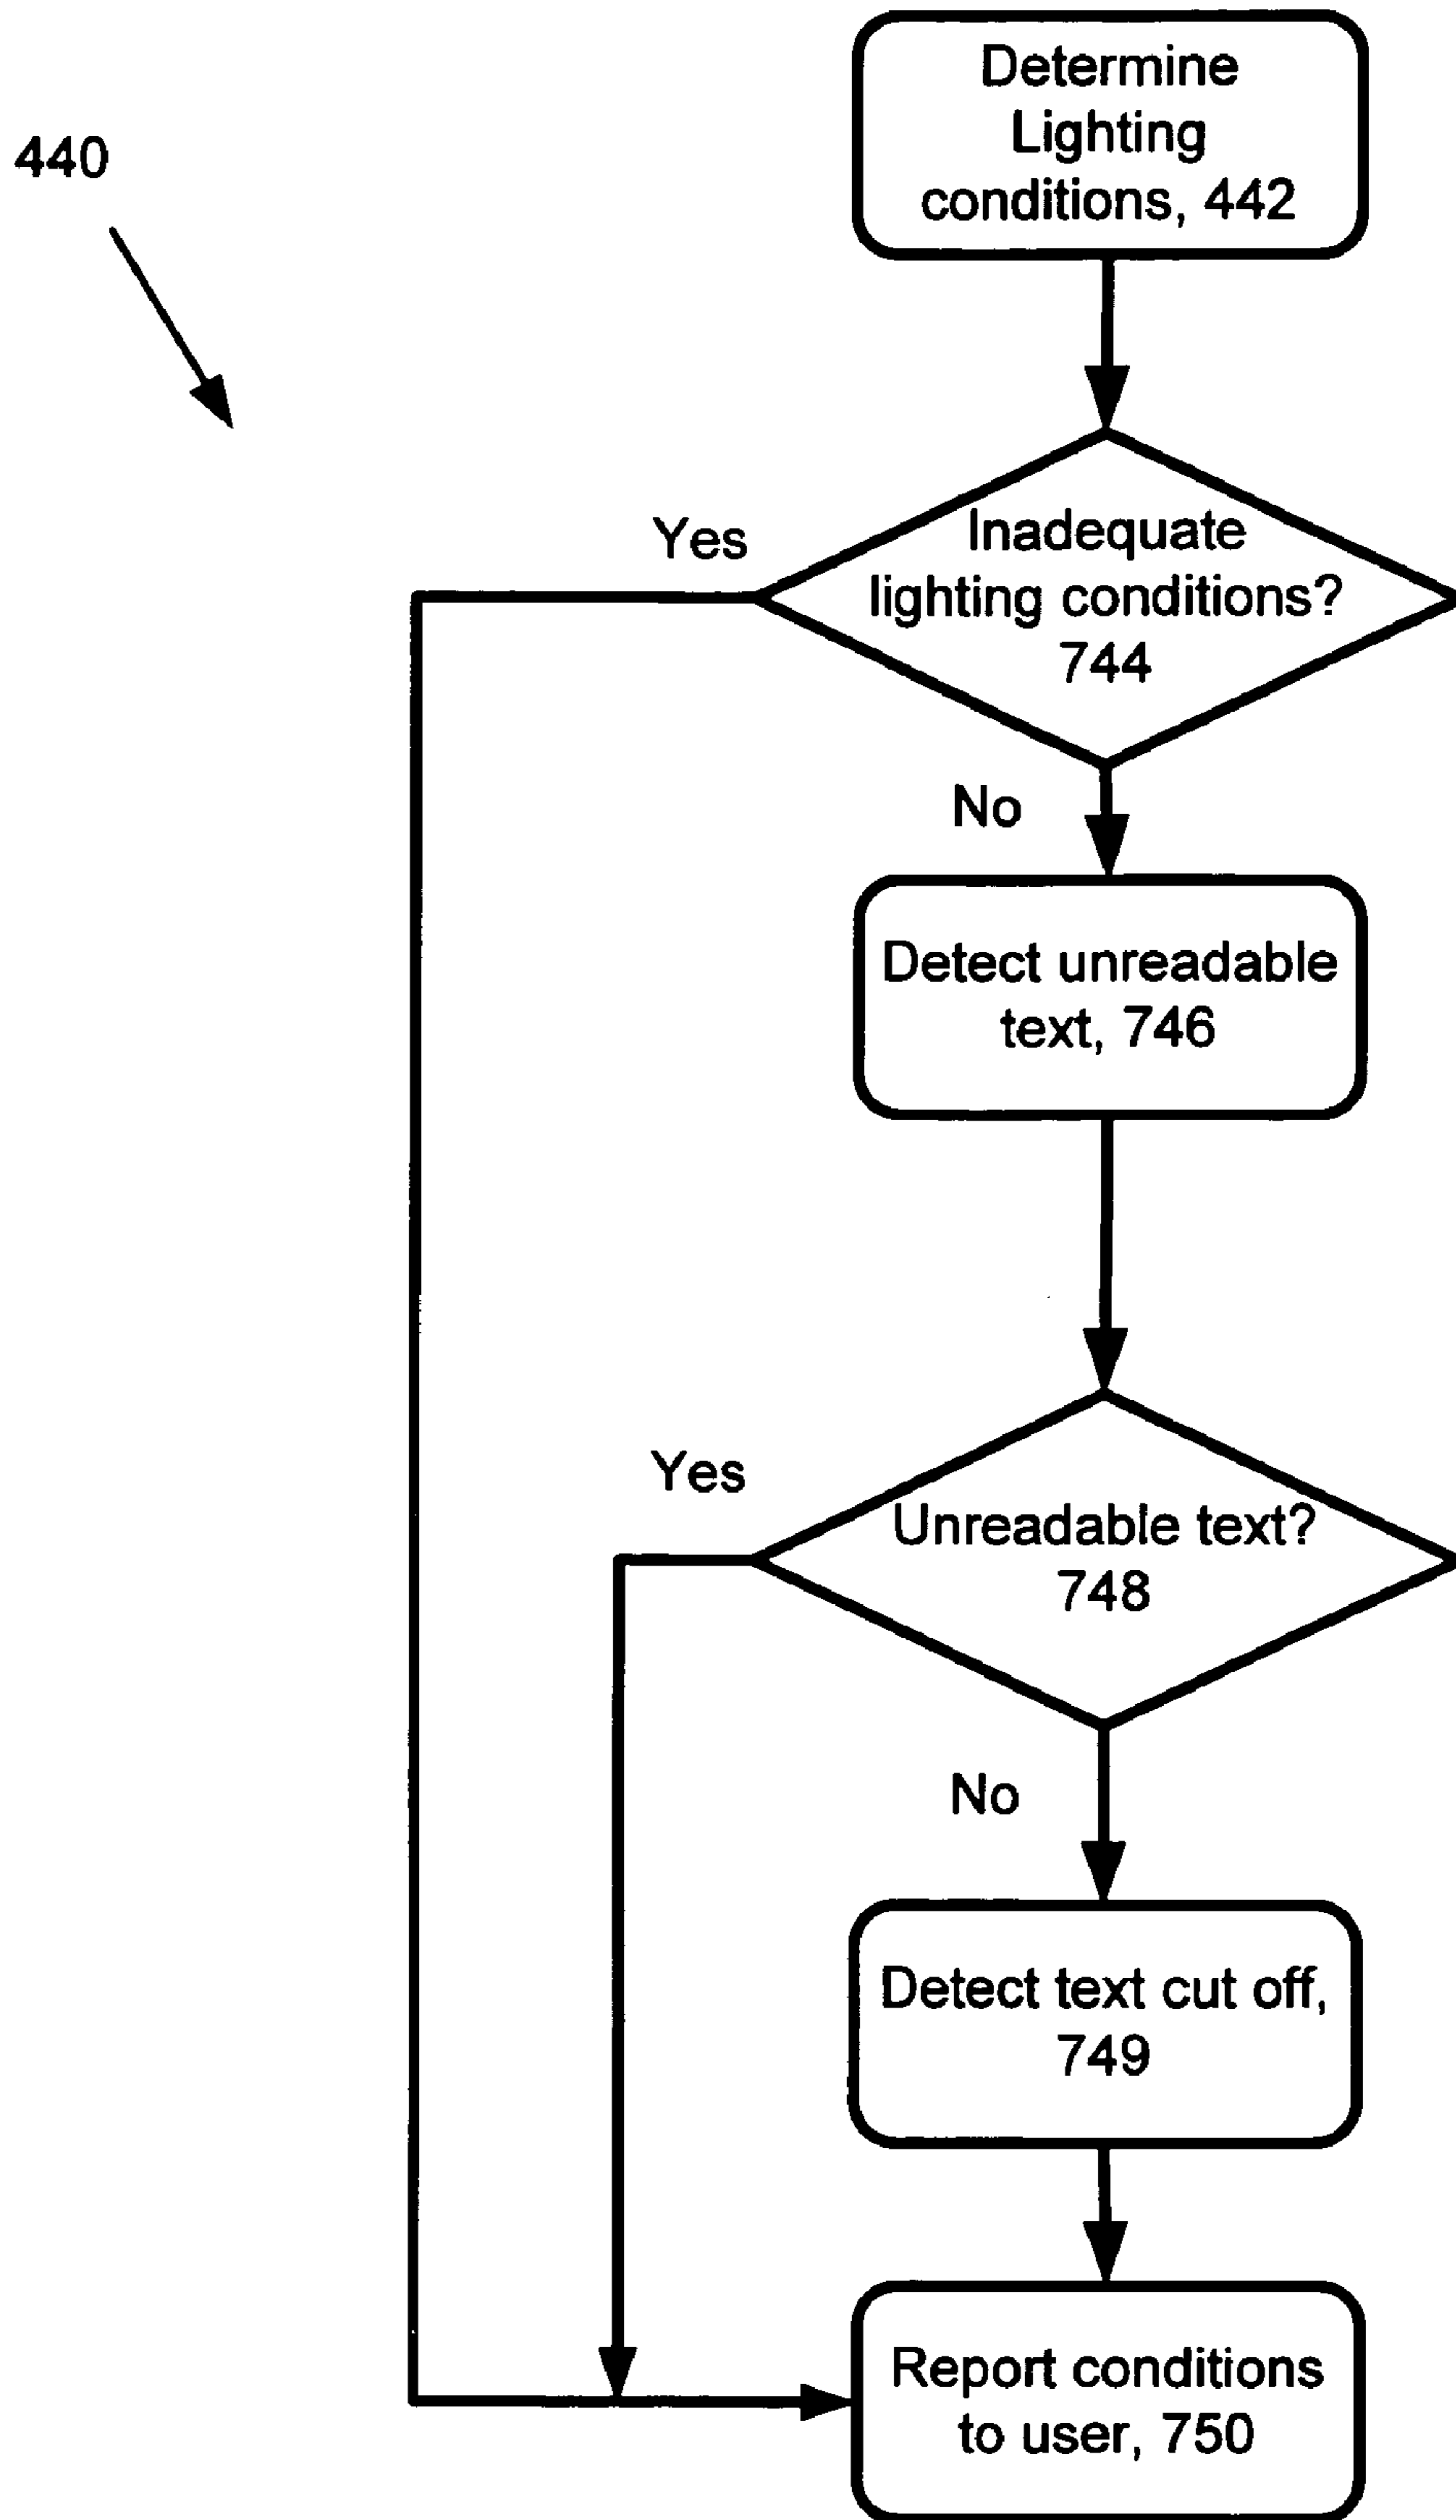 440
Determine
Lighting
conditions, 442
Yes
Inadequate
lighting conditions?
744
No
Detect unreadable
text, 746
Yes
Unreadable text?
748
No
Detect text cut off,
749
Report conditions
to user, 750